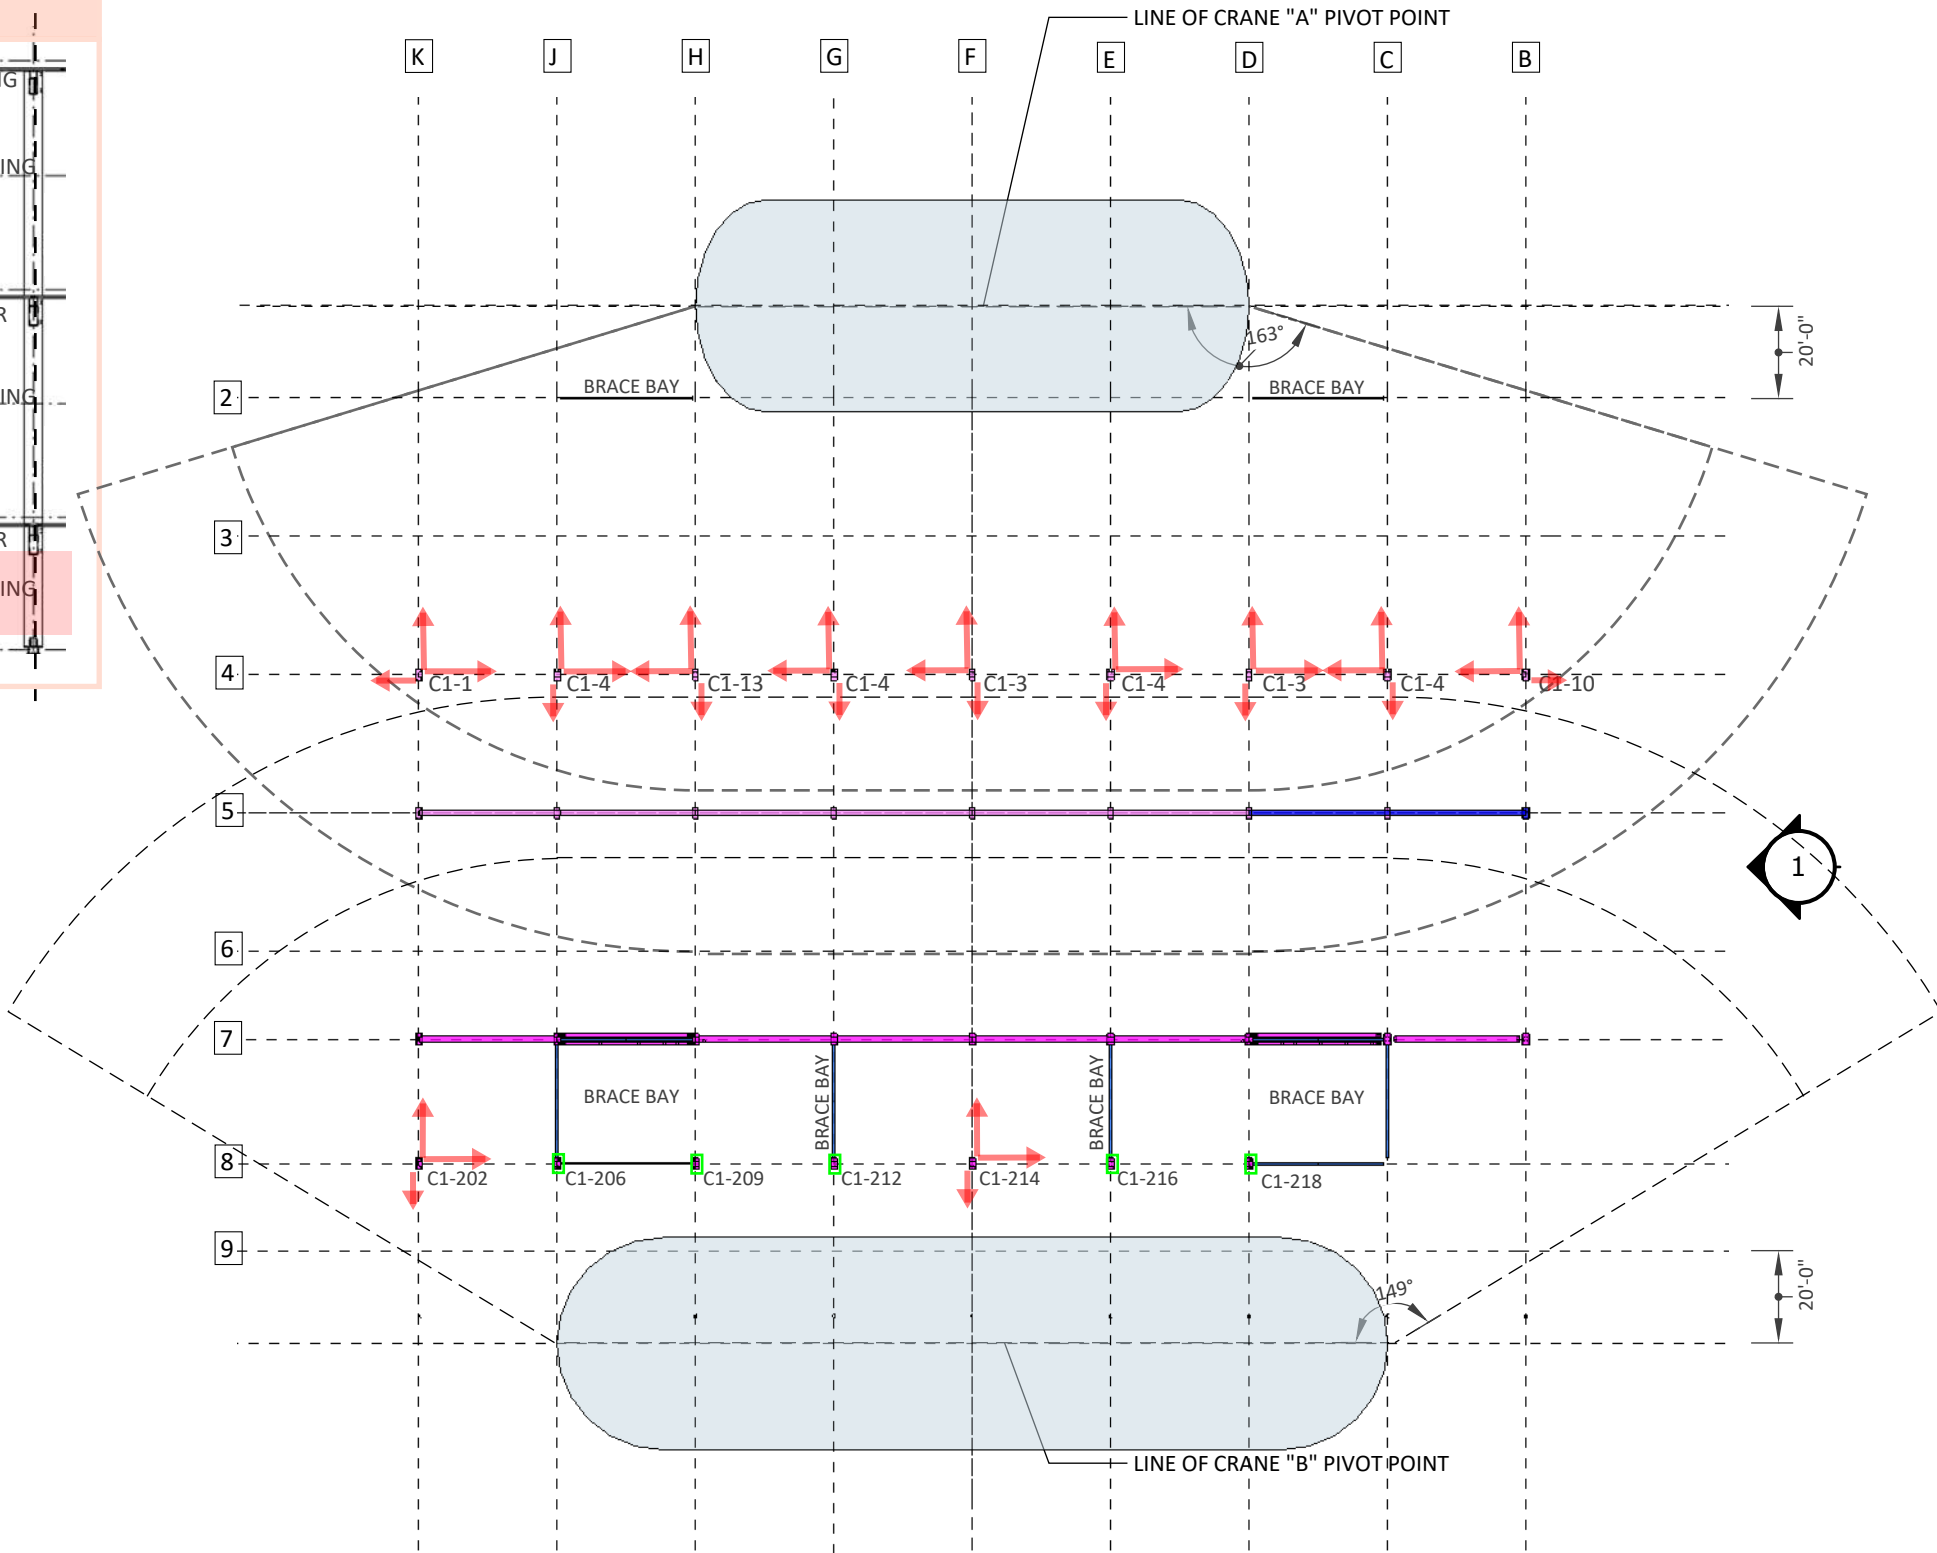 LINE OF CRANE "A" PIVOT POINT
K J H G F E D C B
163°
20'-0"
2
BRACE BAY
BRACE BAY
3
4
C1-1 C1-4 C1-13 C1-4 C1-3 C1-4 C1-3 C1-4 C1-10
5
1
6
7
BRACE BAY
BRACE BAY
BRACE BAY
BRACE BAY
8
C1-202 C1-206 C1-209 C1-212 C1-214 C1-216 C1-218
9
149°
20'-0"
LINE OF CRANE "B" PIVOT POINT